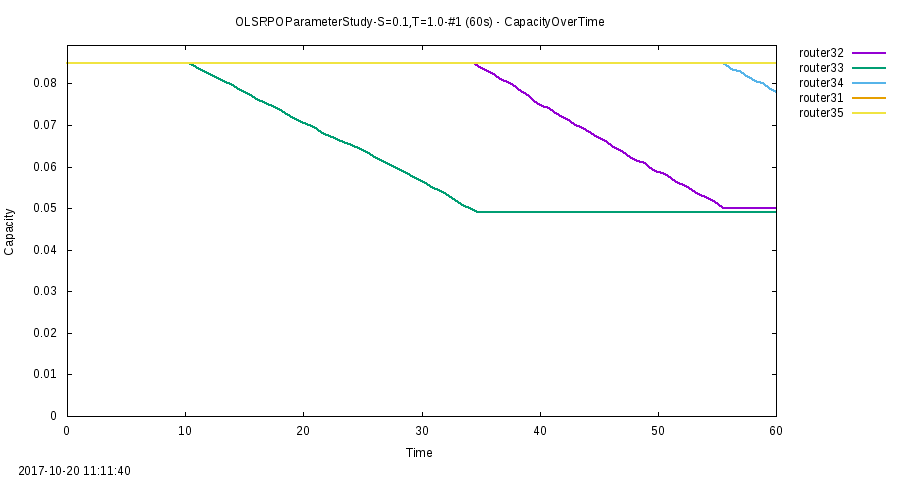 OLSRPOParameterStudy-S=0.1,T=1.0-#1 (60s) - CapacityOverTime
router32
router33
router34
router31
router35
0.08
0.07
0.06
0.05
0.04
0.03
0.02
0.01
0
Capacity
0 10 20 30 40 50 60
Time
2017-10-20 11:11:40